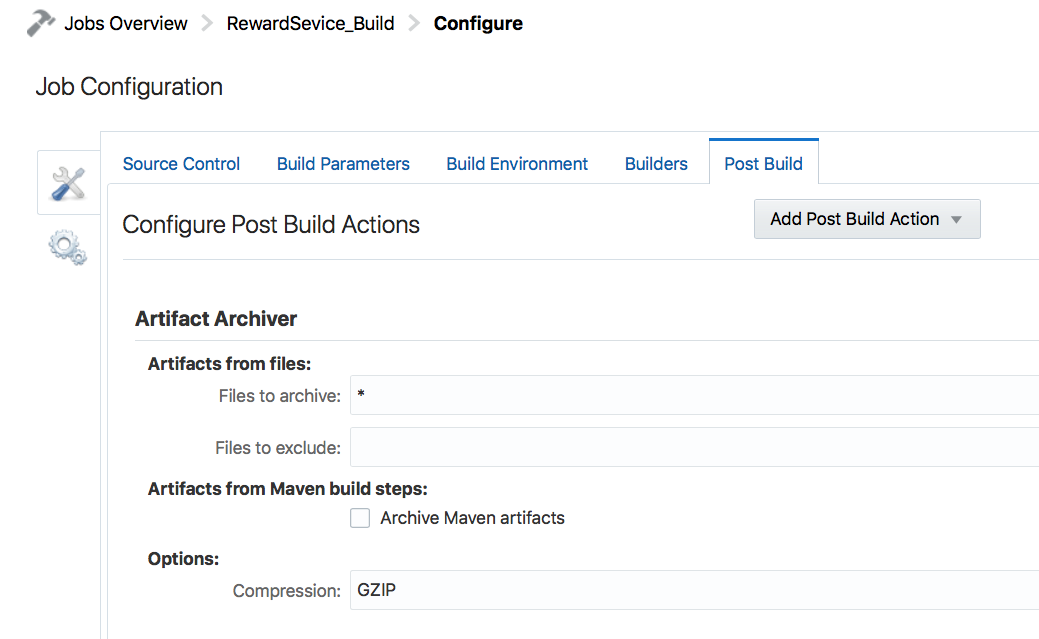 Jobs Overview > RewardSevice_Build > Configure
Job Configuration
Source Control Build Parameters Build Environment Builders Post Build
Configure Post Build Actions Add Post Build Action
Artifact Archiver
Artifacts from files:
Files to archive: *
Files to exclude:
Artifacts from Maven build steps:
Archive Maven artifacts
Options:
Compression: GZIP